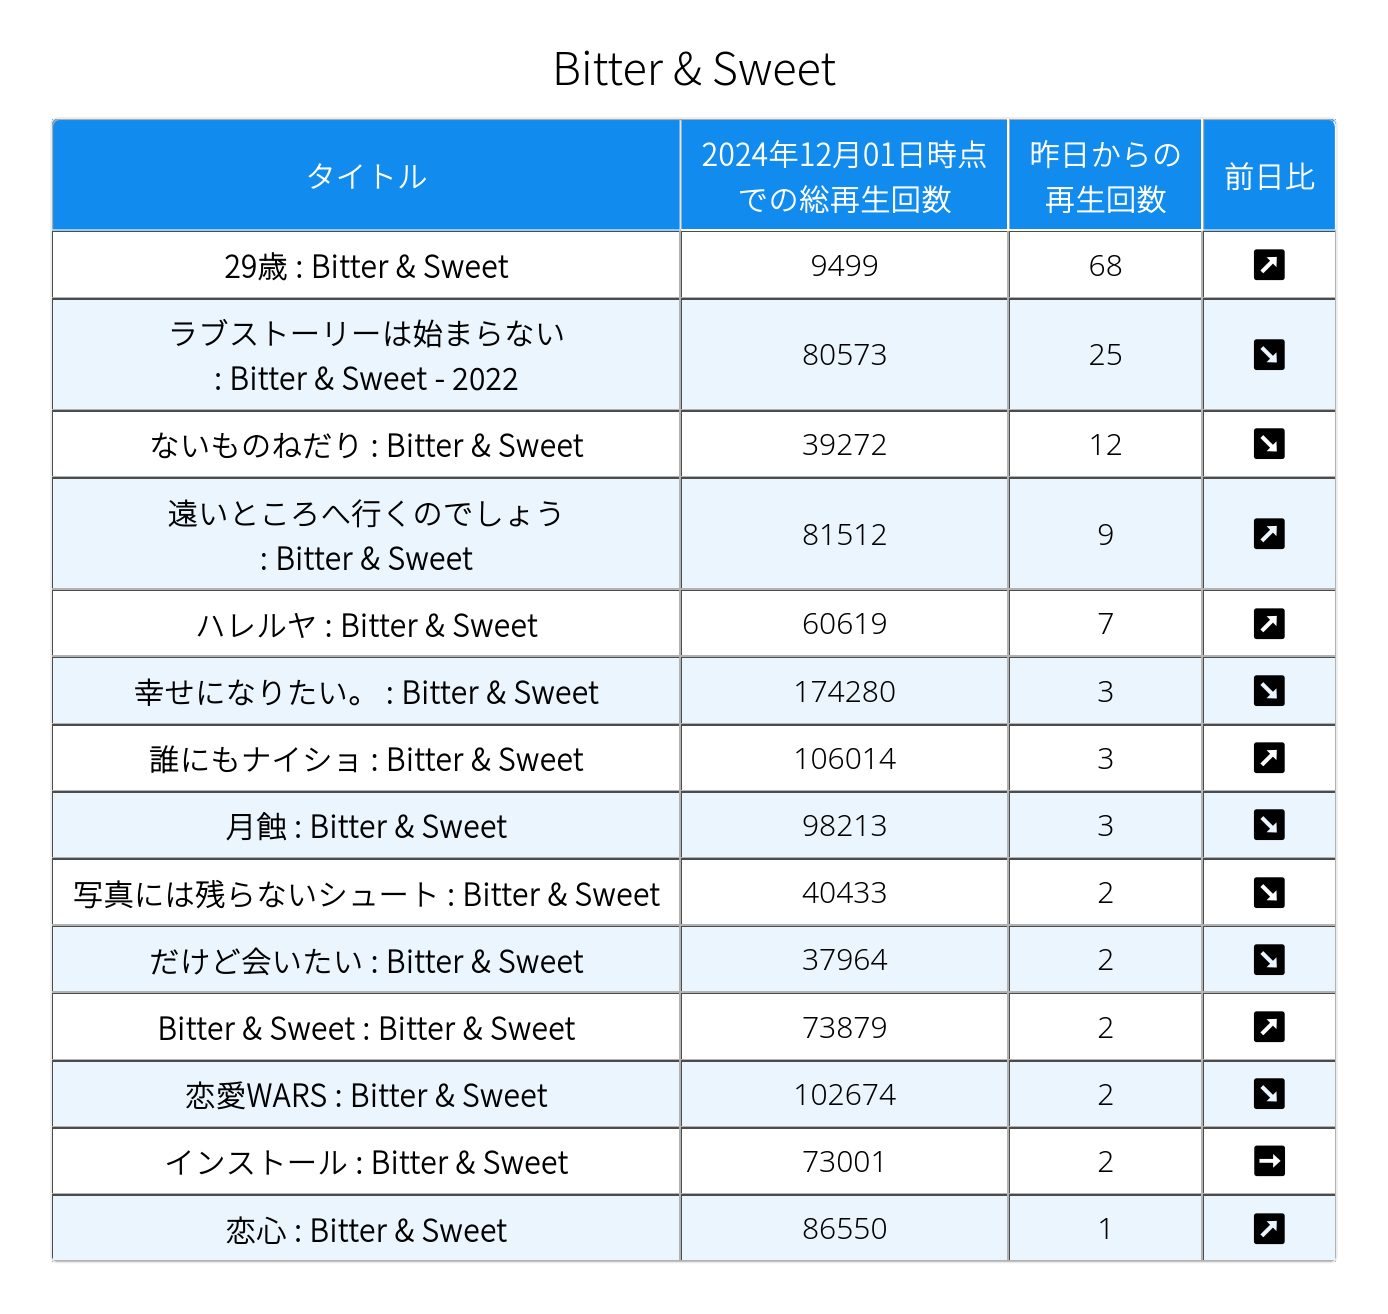 Bitter & Sweet
タイトル
2024年12月01日時点
での総再生回数
昨日からの
再生回数
前日比
29歳 : Bitter & Sweet
9499
68
ラブストーリーは始まらない
: Bitter & Sweet - 2022
80573
25
ないものねだり : Bitter & Sweet
39272
12
遠いところへ行くのでしょう
: Bitter & Sweet
81512
9
ハレルヤ : Bitter & Sweet
60619
7
幸せになりたい。 : Bitter & Sweet
174280
3
誰にもナイショ : Bitter & Sweet
106014
3
月蝕 : Bitter & Sweet
98213
3
写真には残らないシュート : Bitter & Sweet
40433
2
だけど会いたい : Bitter & Sweet
37964
2
Bitter & Sweet : Bitter & Sweet
73879
2
恋愛WARS : Bitter & Sweet
102674
2
インストール : Bitter & Sweet
73001
2
恋心 : Bitter & Sweet
86550
1